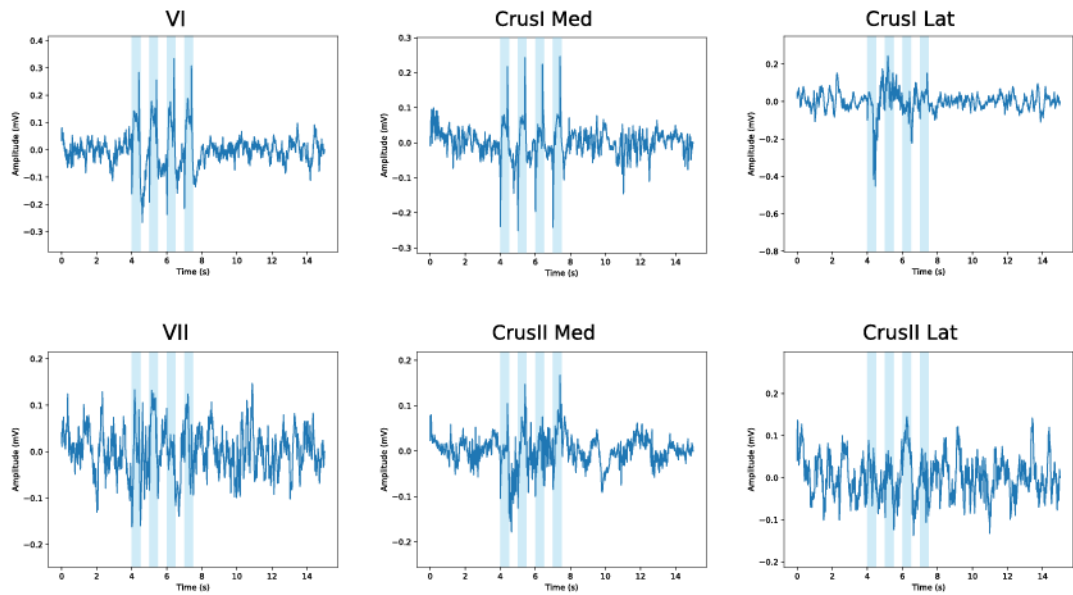 VI
Amplitude (mV)
0.4
0.3
0.2
0.1
0.0
−0.1
−0.2
−0.3
0 2 4 6 8 10 12 14
Time (s)
CrusI Med
Amplitude (mV)
0.3
0.2
0.1
0.0
−0.1
−0.2
−0.3
0 2 4 6 8 10 12 14
Time (s)
CrusI Lat
Amplitude (mV)
0.2
0.0
−0.2
−0.4
−0.6
−0.8
0 2 4 6 8 10 12 14
Time (s)
VII
Amplitude (mV)
0.2
0.1
0.0
−0.1
−0.2
0 2 4 6 8 10 12 14
Time (s)
CrusII Med
Amplitude (mV)
0.2
0.1
0.0
−0.1
−0.2
0 2 4 6 8 10 12 14
Time (s)
CrusII Lat
Amplitude (mV)
0.2
0.1
0.0
−0.1
−0.2
0 2 4 6 8 10 12 14
Time (s)